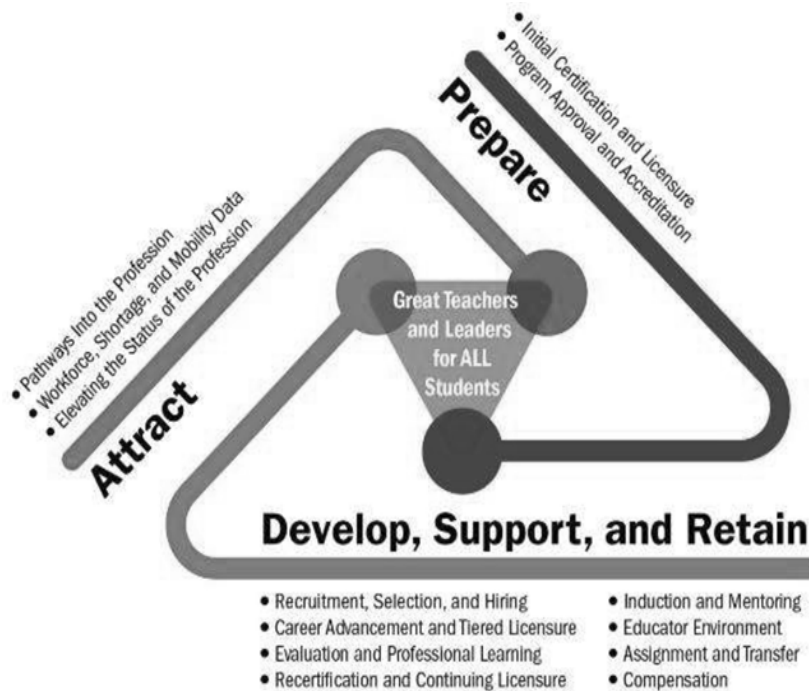 • Initial Certification and Licensure
• Program Approval and Accreditation
Prepare
• Pathways Into the Profession
• Workforce, Shortage, and Mobility Data
• Elevating the Status of the Profession
Attract
Great Teachers
and Leaders
for ALL
Students
Develop, Support, and Retain
• Recruitment, Selection, and Hiring
• Career Advancement and Tiered Licensure
• Evaluation and Professional Learning
• Recertification and Continuing Licensure
• Induction and Mentoring
• Educator Environment
• Assignment and Transfer
• Compensation